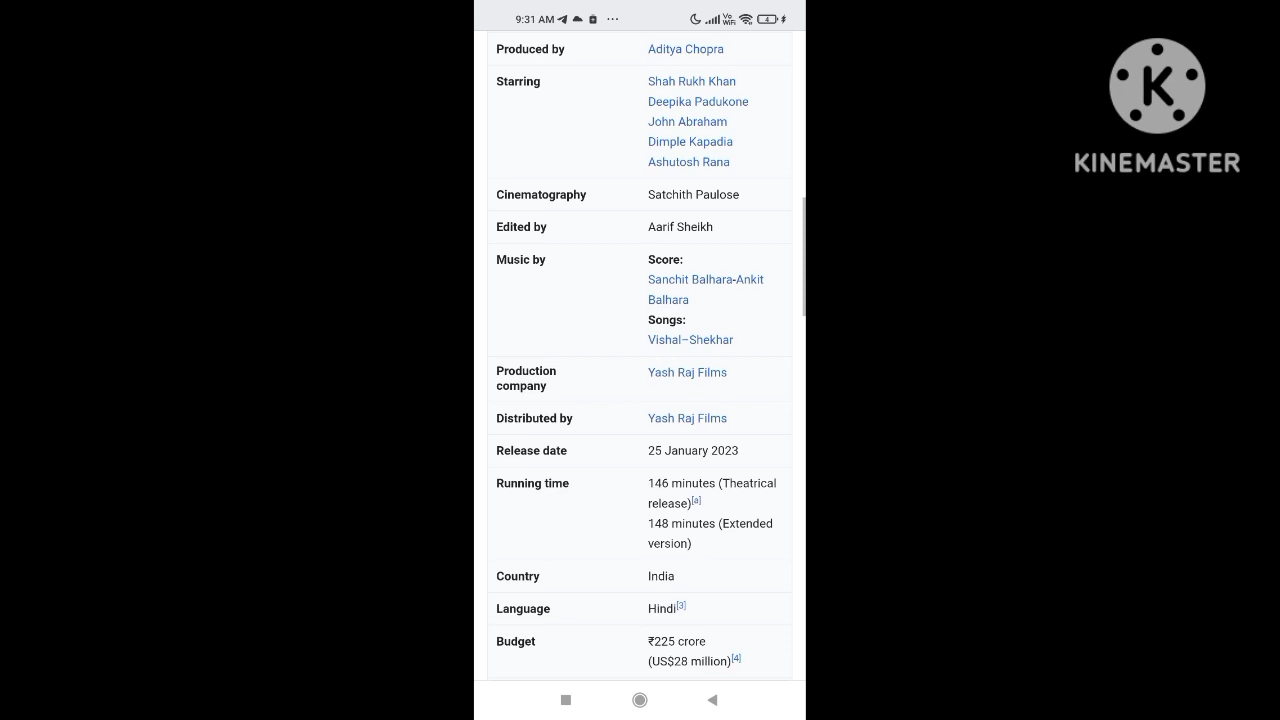 9:31 AM
Vo
WiFi
4
Produced by Aditya Chopra
Starring Shah Rukh Khan
Deepika Padukone
John Abraham
Dimple Kapadia
Ashutosh Rana
Cinematography Satchith Paulose
Edited by Aarif Sheikh
Music by Score:
Sanchit Balhara-Ankit
Balhara
Songs:
Vishal–Shekhar
Production
company
Yash Raj Films
Distributed by Yash Raj Films
Release date 25 January 2023
Running time 146 minutes (Theatrical
release)[a]
148 minutes (Extended
version)
Country India
Language Hindi[3]
Budget ₹225 crore
(US$28 million)[4]
K
KINEMASTER